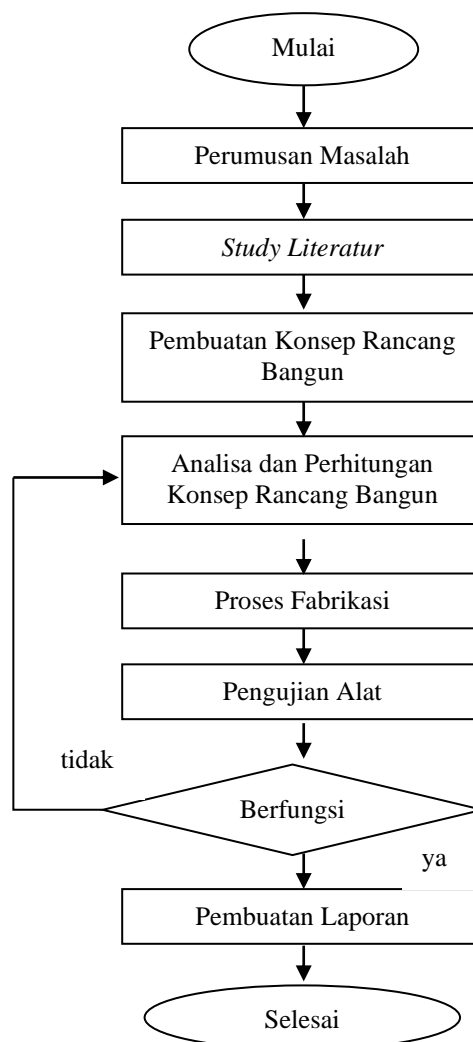 Mulai
Perumusan Masalah
Study Literatur
Pembuatan Konsep Rancang
Bangun
Analisa dan Perhitungan
Konsep Rancang Bangun
Proses Fabrikasi
Pengujian Alat
tidak
Berfungsi
ya
Pembuatan Laporan
Selesai